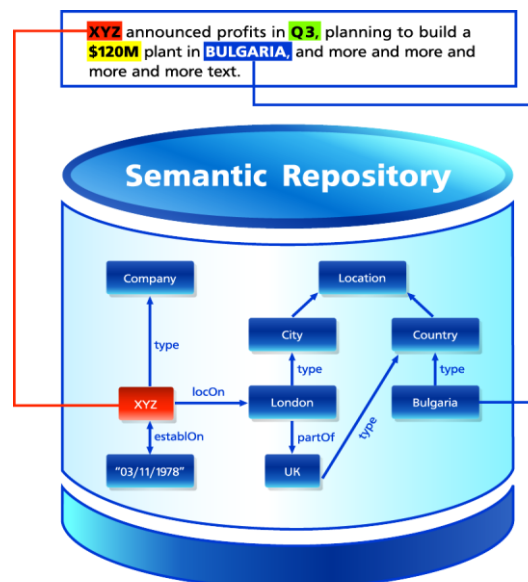 XYZ announced profits in Q3, planning to build a
$120M plant in BULGARIA, and more and more and
more and more text.
Semantic Repository
Company
Location
City
Country
type
type
type
XYZ
locOn
London
Bulgaria
type
establOn
partOf
"03/11/1978"
UK